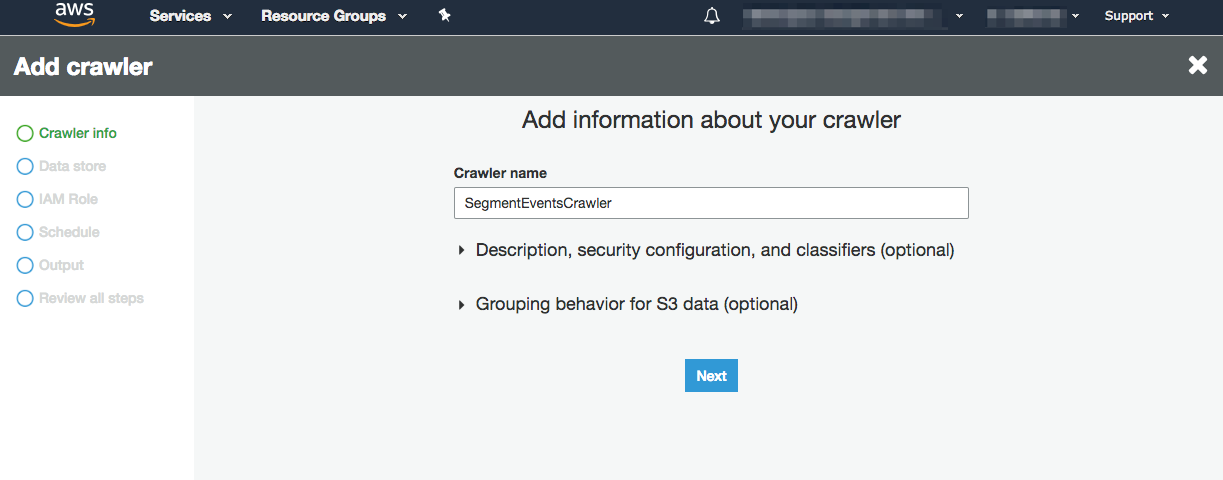 aws Services Resource Groups Support
Add crawler
Crawler info
Data store
IAM Role
Schedule
Output
Review all steps
Add information about your crawler
Crawler name
SegmentEventsCrawler
Description, security configuration, and classifiers (optional)
Grouping behavior for S3 data (optional)
Next